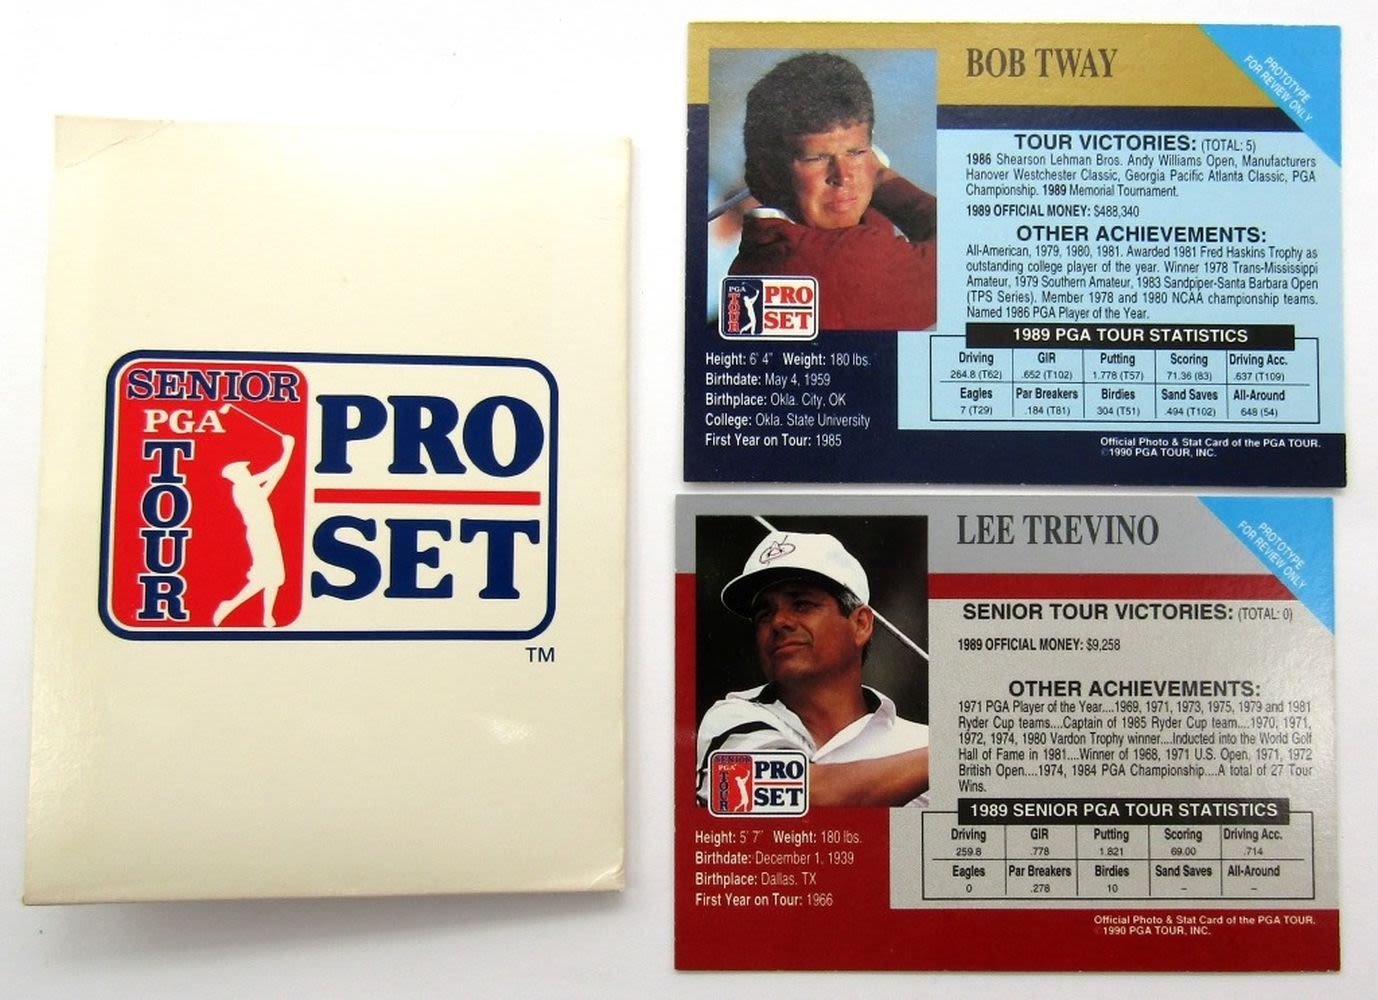 SENIOR
PGA
TOUR
PRO
SET
TM
BOB TWAY
PROTOTYPE
FOR REVIEW ONLY
TOUR VICTORIES: (TOTAL: 5)
1986 Shearson Lehman Bros. Andy Williams Open, Manufacturers
Hanover Westchester Classic, Georgia Pacific Atlanta Classic, PGA
Championship. 1989 Memorial Tournament.
1989 OFFICIAL MONEY: $488,340
OTHER ACHIEVEMENTS:
All-American, 1979, 1980, 1981. Awarded 1981 Fred Haskins Trophy as
outstanding college player of the year. Winner 1978 Trans-Mississippi
Amateur, 1979 Southern Amateur, 1983 Sandpiper-Santa Barbara Open
(TPS Series). Member 1978 and 1980 NCAA championship teams.
Named 1986 PGA Player of the Year.
PGA
TOUR
PRO
SET
Height: 6' 4" Weight: 180 lbs.
Birthdate: May 4, 1959
Birthplace: Okla. City, OK
College: Okla. State University
First Year on Tour: 1985
1989 PGA TOUR STATISTICS
Driving GIR Putting Scoring Driving Acc.
264.8 (T62) .652 (T102) 1.778 (T57) 71.36 (83) .637 (T109)
Eagles Par Breakers Birdies Sand Saves All-Around
7 (T29) .184 (T81) 304 (T51) .494 (T102) 648 (54)
Official Photo & Stat Card of the PGA TOUR.
©1990 PGA TOUR, INC.
LEE TREVINO
PROTOTYPE
FOR REVIEW ONLY
SENIOR TOUR VICTORIES: (TOTAL: 0)
1989 OFFICIAL MONEY: $9,258
OTHER ACHIEVEMENTS:
1971 PGA Player of the Year....1969, 1971, 1973, 1975, 1979 and 1981
Ryder Cup teams....Captain of 1985 Ryder Cup team....1970, 1971,
1972, 1974, 1980 Vardon Trophy winner....Inducted into the World Golf
Hall of Fame in 1981....Winner of 1968, 1971 U.S. Open, 1971, 1972
British Open....1974, 1984 PGA Championship....A total of 27 Tour
Wins.
SENIOR
PGA
TOUR
PRO
SET
Height: 5' 7" Weight: 180 lbs.
Birthdate: December 1, 1939
Birthplace: Dallas, TX
First Year on Tour: 1966
1989 SENIOR PGA TOUR STATISTICS
Driving GIR Putting Scoring Driving Acc.
259.8 .778 1.821 69.00 .714
Eagles Par Breakers Birdies Sand Saves All-Around
0 .278 10 – –
Official Photo & Stat Card of the PGA TOUR.
©1990 PGA TOUR, INC.